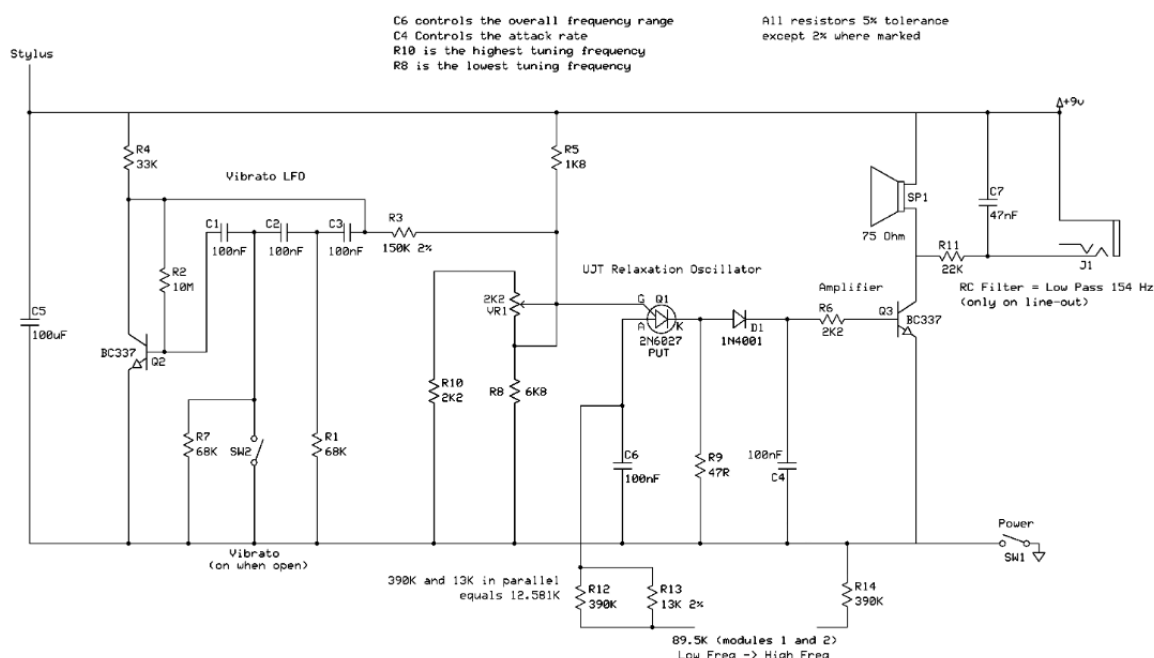 C6 controls the overall frequency range
C4 Controls the attack rate
R10 is the highest tuning frequency
R8 is the lowest tuning frequency
All resistors 5% tolerance
except 2% where marked
Stylus
+9v
R4
33K
Vibrato LFO
R5
1K8
SP1
75 Ohm
C7
47nF
C1
100nF
C2
100nF
C3
100nF
R3
150K 2%
R2
10M
R11
22K
J1
RC Filter = Low Pass 154 Hz
(only on line-out)
UJT Relaxation Oscillator
Amplifier
C5
100uF
BC337
Q2
2K2
VR1
G
Q1
A
K
2N6027
PUT
D1
1N4001
R6
2K2
Q3
BC337
R10
2K2
R8
6K8
R7
68K
SW2
R1
68K
C6
100nF
R9
47R
100nF
C4
Power
SW1
Vibrato
(on when open)
390K and 13K in parallel
equals 12.581K
R12
390K
R13
13K 2%
R14
390K
89.5K (modules 1 and 2)
Low Freq -> High Freq